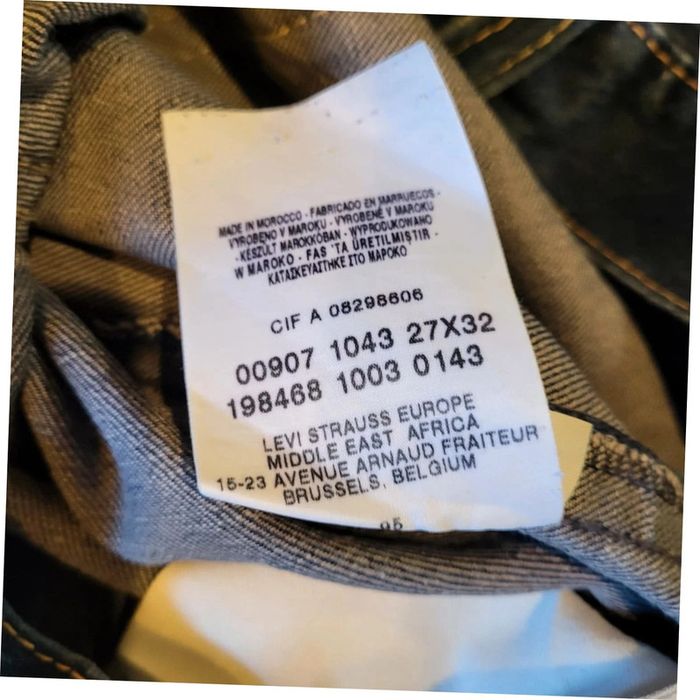 MADE IN MOROCCO - FABRICADO EN MARRUECOS -
VYROBENO V MAROKU - VYROBENÉ V MAROKU
- KÉSZÜLT MAROKKÓBAN - WYPRODUKOWANO
W MAROKO - FAS 'TA ÜRETILMIŞTIR -
ΚΑΤΑΣΚΕΥΑΣΤΗΚΕ ΣΤΟ ΜΑΡΟΚΟ
CIF A 08298606
00907 1043 27X32
198468 1003 0143
LEVI STRAUSS EUROPE
MIDDLE EAST AFRICA
15-23 AVENUE ARNAUD FRAITEUR
BRUSSELS, BELGIUM
05